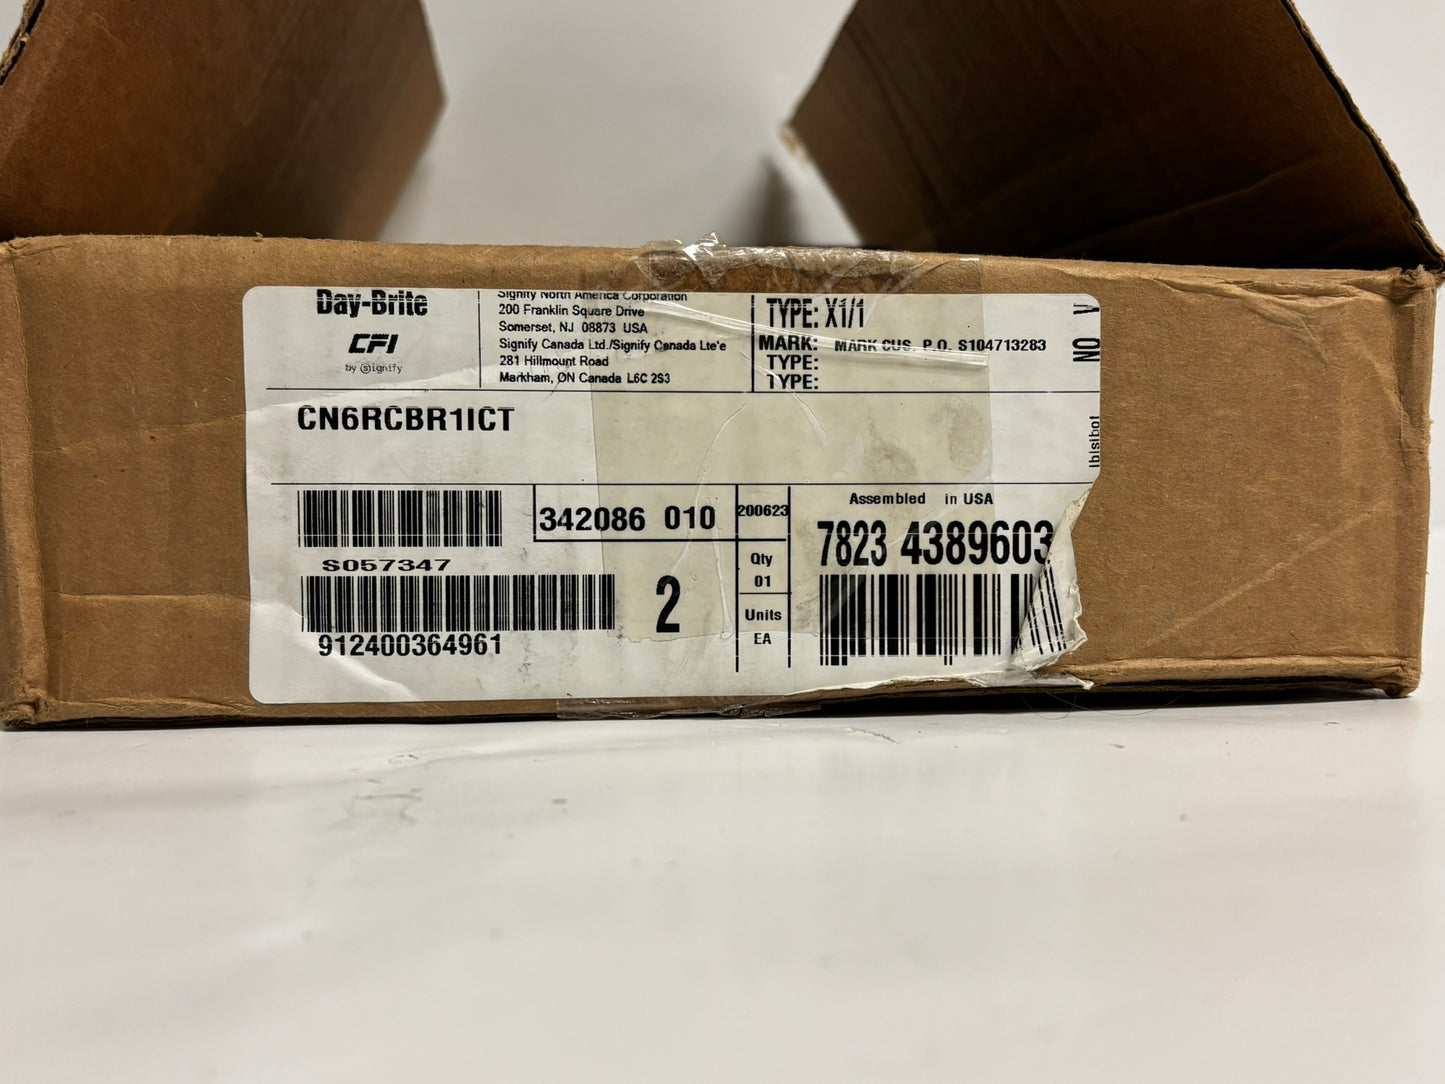 Day-Brite
CFI
by Signify
Signify North America Corporation
200 Franklin Square Drive
Somerset, NJ 08873 USA
Signify Canada Ltd./Signify Canada Lte'e
281 Hillmount Road
Markham, ON Canada L6C 2S3
TYPE: X1/1
MARK: MARK CUS. P.O. S104713283
TYPE:
TYPE:
NO V
CN6RCBR1ICT
lblslbot
S057347
912400364961
342086 010
2
200623
Qty
01
Units
EA
Assembled in USA
7823 4389603